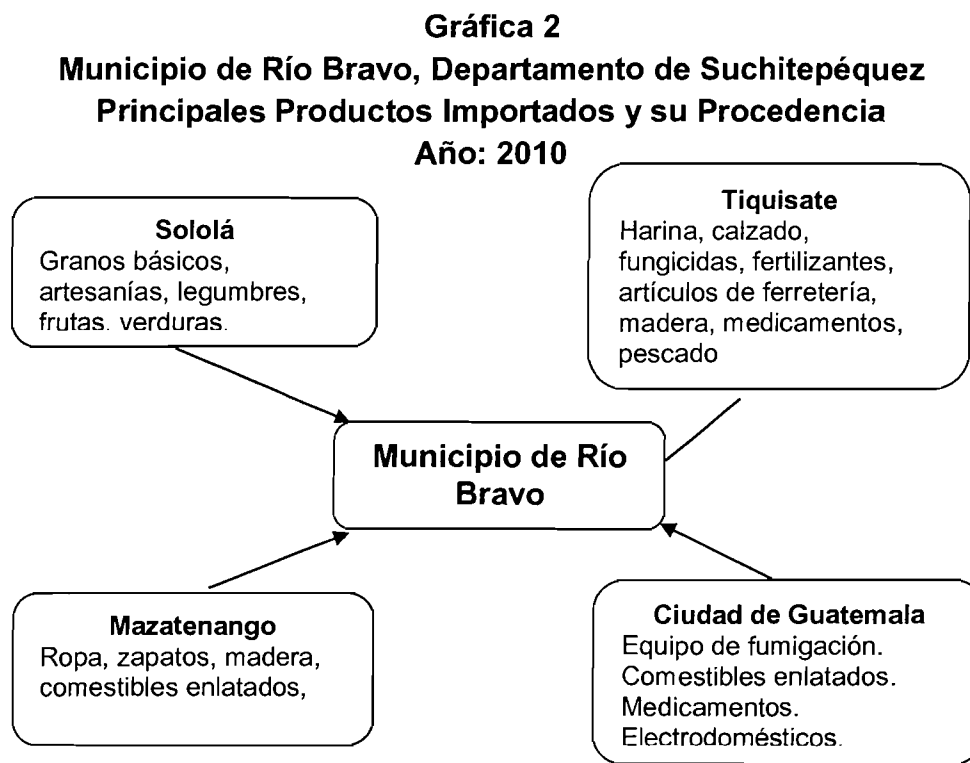 Gráfica 2
Municipio de Río Bravo, Departamento de Suchitepéquez
Principales Productos Importados y su Procedencia
Año: 2010
Sololá
Granos básicos,
artesanías, legumbres,
frutas. verduras.
Tiquisate
Harina, calzado,
fungicidas, fertilizantes,
artículos de ferretería,
madera, medicamentos,
pescado
Municipio de Río
Bravo
Mazatenango
Ropa, zapatos, madera,
comestibles enlatados,
Ciudad de Guatemala
Equipo de fumigación.
Comestibles enlatados.
Medicamentos.
Electrodomésticos.